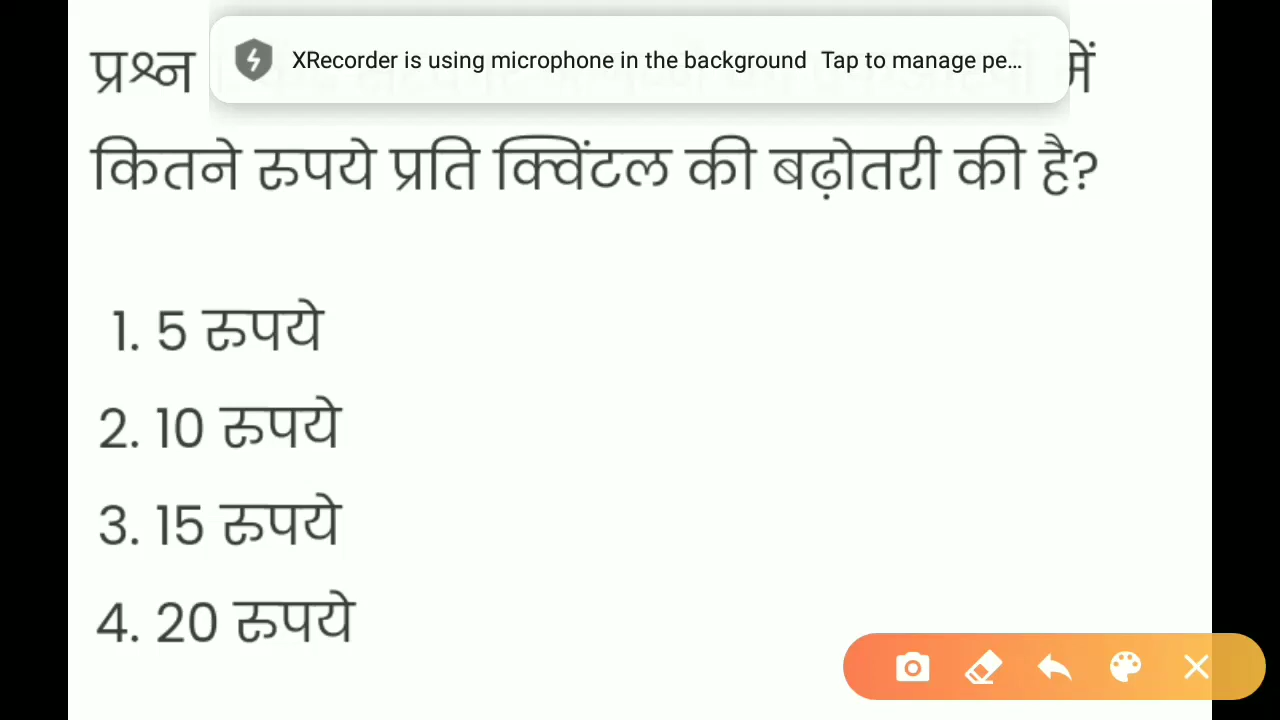 प्रश्न में
XRecorder is using microphone in the background Tap to manage pe...
कितने रुपये प्रति क्विंटल की बढ़ोतरी की है?
1. 5 रुपये
2. 10 रुपये
3. 15 रुपये
4. 20 रुपये